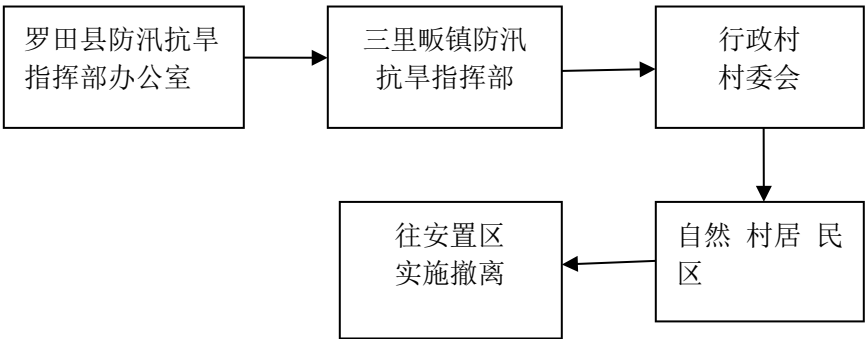 罗田县防汛抗旱
指挥部办公室
三里畈镇防汛
抗旱指挥部
行政村
村委会
自然 村居 民
区
往安置区
实施撤离